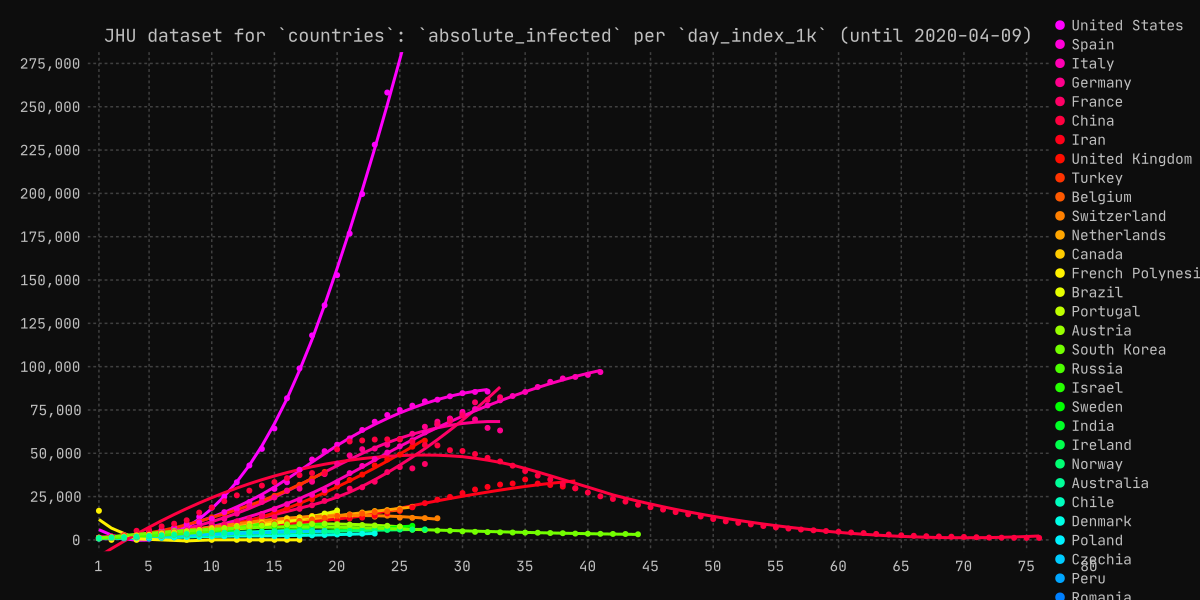 JHU dataset for `countries`: `absolute_infected` per `day_index_1k` (until 2020-04-09)
275,000
250,000
225,000
200,000
175,000
150,000
125,000
100,000
75,000
50,000
25,000
0
1 5 10 15 20 25 30 35 40 45 50 55 60 65 70 75 80
United States
Spain
Italy
Germany
France
China
Iran
United Kingdom
Turkey
Belgium
Switzerland
Netherlands
Canada
French Polynesi
Brazil
Portugal
Austria
South Korea
Russia
Israel
Sweden
India
Ireland
Norway
Australia
Chile
Denmark
Poland
Czechia
Peru
Romania